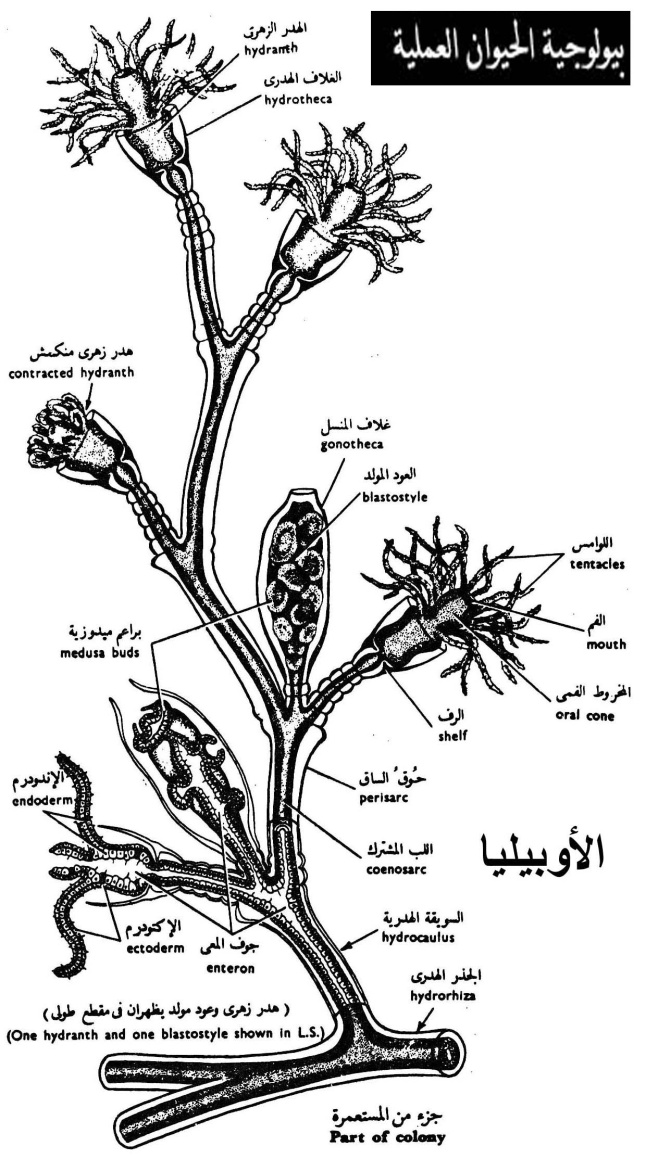 بيولوجية الحيوان العملية
الهدر الزهرى
hydranth
الغلاف الهدرى
hydrotheca
هدر زهرى منكمش
contracted hydranth
غلاف المنسل
gonotheca
العود المولد
blastostyle
اللوامس
tentacles
الفم
mouth
براعم ميدوزية
medusa buds
المخروط الفمى
oral cone
الرف
shelf
حوق الساق
perisarc
الإندودرم
endoderm
اللب المشترك
coenosarc
الأوبيليا
السويقة الهدرية
hydrocaulus
الإكتودرم
ectoderm
جوف المعى
enteron
الجذر الهدرى
hydrorhiza
( هدر زهرى وعود مولد يظهران فى مقطع طولى )
(One hydranth and one blastostyle shown in L.S.)
جزء من المستعمرة
Part of colony